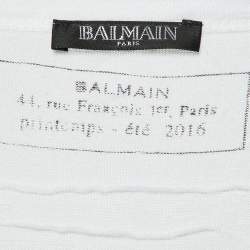 BALMAIN
PARIS
BALMAIN
44, rue François 1er, Paris
printemps - été 2016